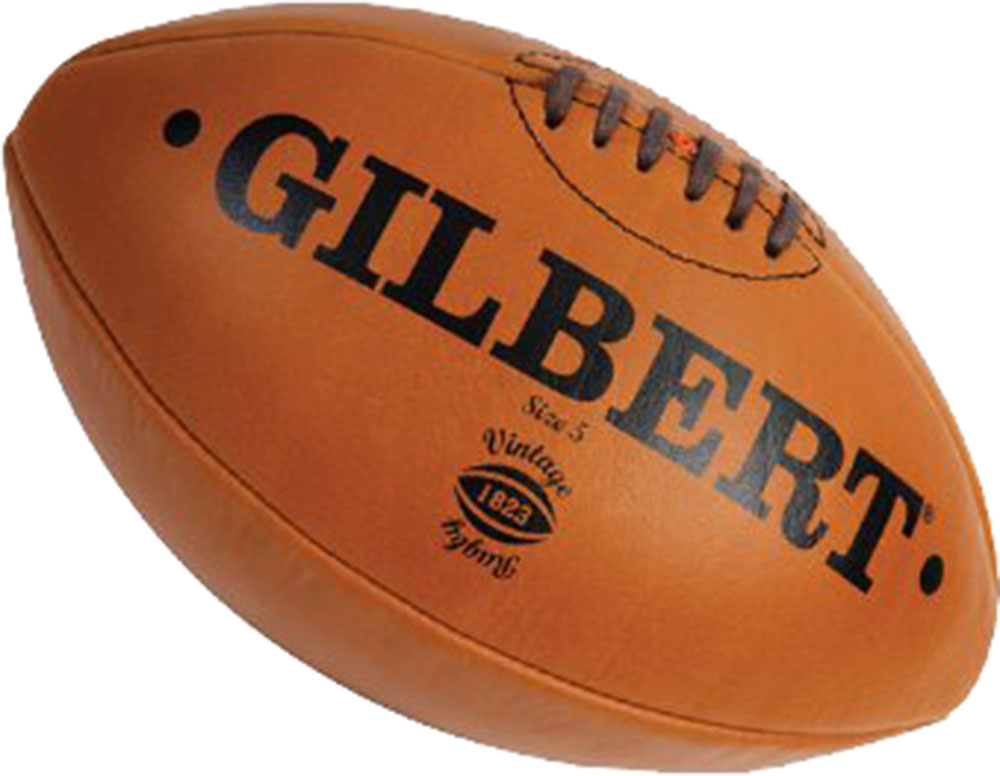 • GILBERT® •
Size 5
Vintage
1823
Rugby